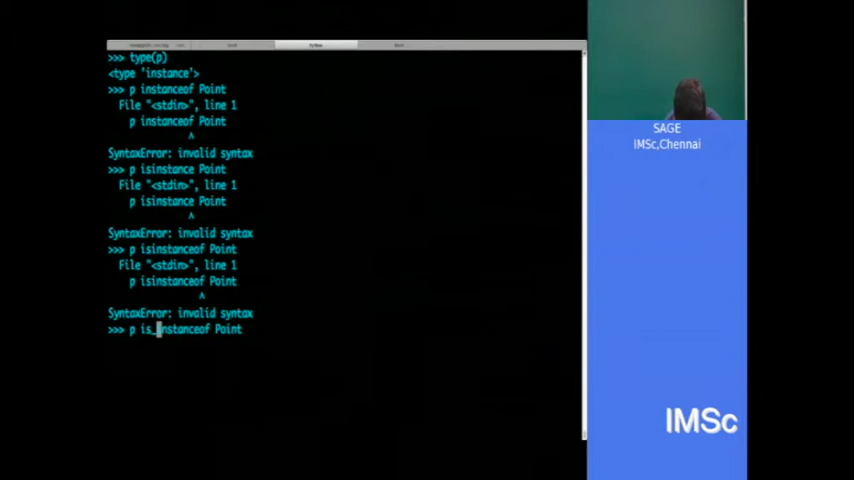 Python
>>> type(p)
<type 'instance'>
>>> p instanceof Point
File "<stdin>", line 1
p instanceof Point
^
SyntaxError: invalid syntax
>>> p isinstance Point
File "<stdin>", line 1
p isinstance Point
^
SyntaxError: invalid syntax
>>> p isinstanceof Point
File "<stdin>", line 1
p isinstanceof Point
^
SyntaxError: invalid syntax
>>> p is_instanceof Point
SAGE
IMSc,Chennai
IMSc